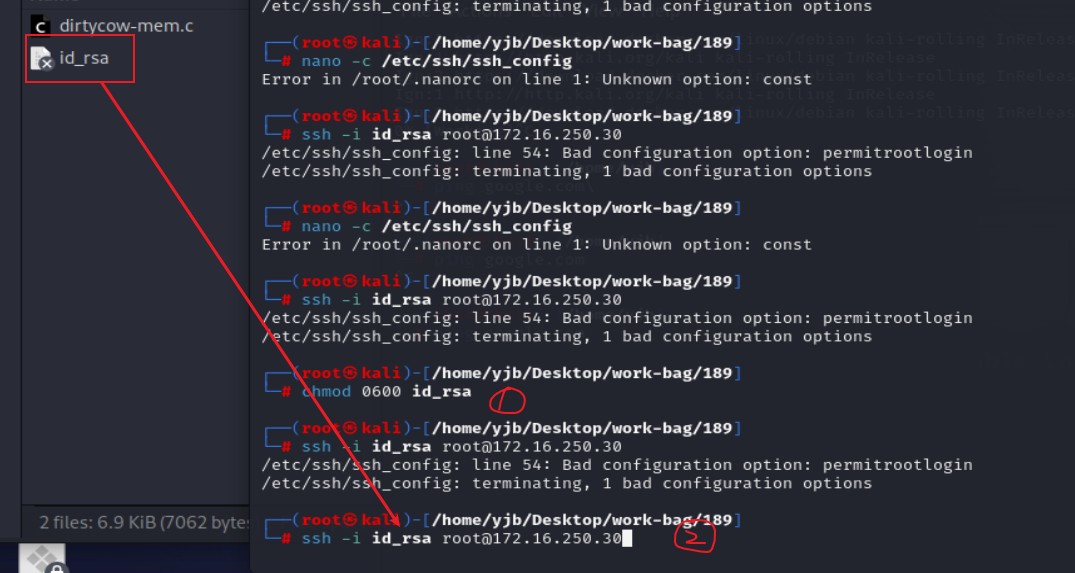 dirtycow-mem.c
id_rsa
2 files: 6.9 KiB (7062 bytes
/etc/ssh/ssh_config: terminating, 1 bad configuration options
┌──(root㉿kali)-[/home/yjb/Desktop/work-bag/189]
└─# nano -c /etc/ssh/ssh_config
Error in /root/.nanorc on line 1: Unknown option: const
┌──(root㉿kali)-[/home/yjb/Desktop/work-bag/189]
└─# ssh -i id_rsa root@172.16.250.30
/etc/ssh/ssh_config: line 54: Bad configuration option: permitrootlogin
/etc/ssh/ssh_config: terminating, 1 bad configuration options
┌──(root㉿kali)-[/home/yjb/Desktop/work-bag/189]
└─# nano -c /etc/ssh/ssh_config
Error in /root/.nanorc on line 1: Unknown option: const
┌──(root㉿kali)-[/home/yjb/Desktop/work-bag/189]
└─# ssh -i id_rsa root@172.16.250.30
/etc/ssh/ssh_config: line 54: Bad configuration option: permitrootlogin
/etc/ssh/ssh_config: terminating, 1 bad configuration options
┌──(root㉿kali)-[/home/yjb/Desktop/work-bag/189]
└─# chmod 0600 id_rsa
1
┌──(root㉿kali)-[/home/yjb/Desktop/work-bag/189]
└─# ssh -i id_rsa root@172.16.250.30
/etc/ssh/ssh_config: line 54: Bad configuration option: permitrootlogin
/etc/ssh/ssh_config: terminating, 1 bad configuration options
┌──(root㉿kali)-[/home/yjb/Desktop/work-bag/189]
└─# ssh -i id_rsa root@172.16.250.30
2